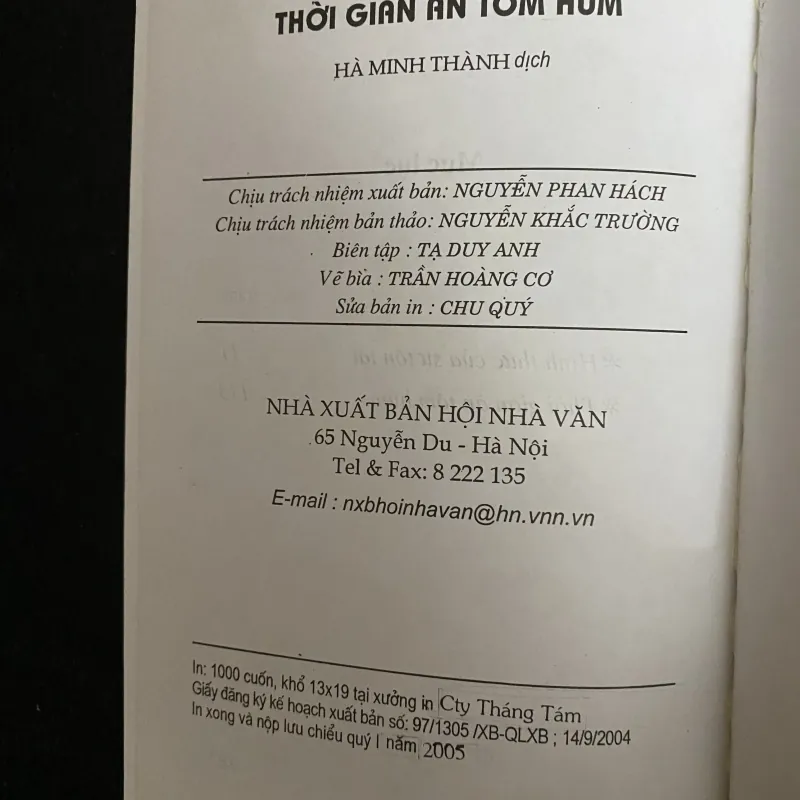 THỜI GIAN ĂN TÔM HÙM
HÀ MINH THÀNH dịch
Chịu trách nhiệm xuất bản: NGUYỄN PHAN HÁCH
Chịu trách nhiệm bản thảo: NGUYỄN KHẮC TRƯỜNG
Biên tập : TẠ DUY ANH
Vẽ bìa : TRẦN HOÀNG CƠ
Sửa bản in : CHU QUÝ
NHÀ XUẤT BẢN HỘI NHÀ VĂN
65 Nguyễn Du - Hà Nội
Tel & Fax: 8 222 135
E-mail : nxbhoinhavan@hn.vnn.vn
In: 1000 cuốn, khổ 13x19 tại xưởng in Cty Tháng Tám
Giấy đăng ký kế hoạch xuất bản số: 97/1305 /XB-QLXB ; 14/9/2004
In xong và nộp lưu chiểu quý I năm 2005